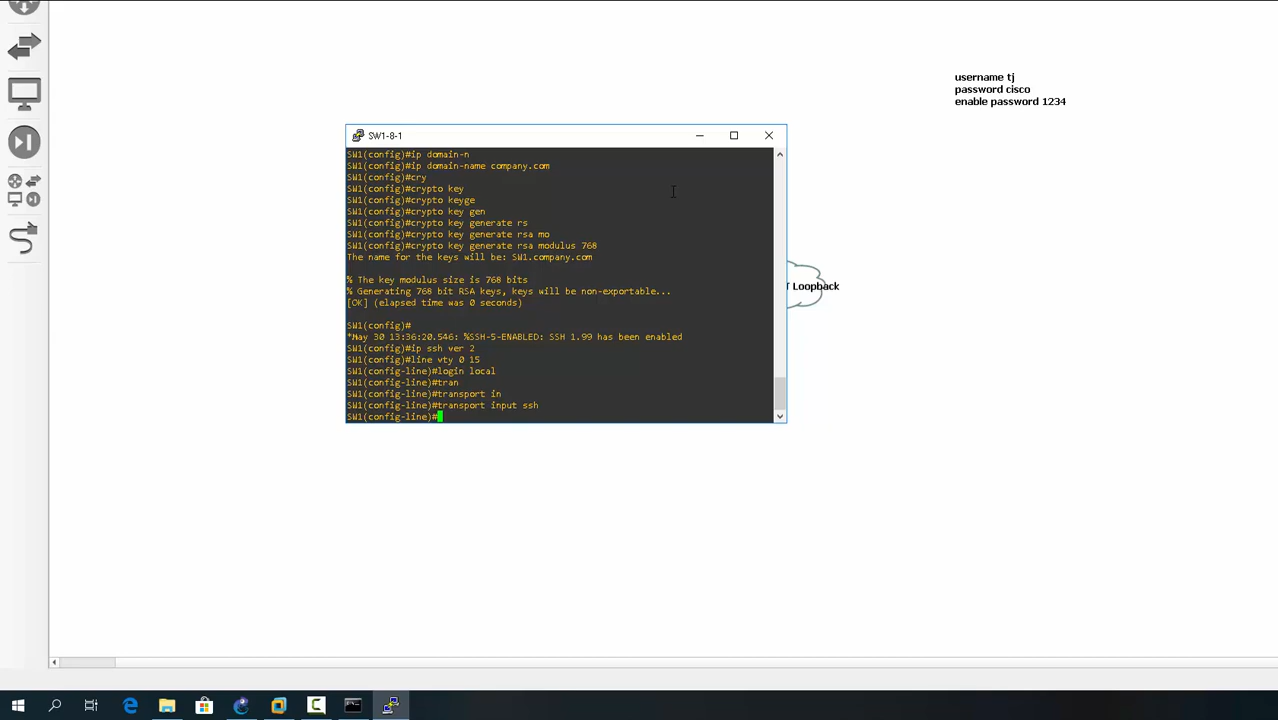 username tj
password cisco
enable password 1234
SW1-8-1
SW1(config)#ip domain-n
SW1(config)#ip domain-name company.com
SW1(config)#cry
SW1(config)#crypto key
SW1(config)#crypto keyge
SW1(config)#crypto key gen
SW1(config)#crypto key generate rs
SW1(config)#crypto key generate rsa mo
SW1(config)#crypto key generate rsa modulus 768
The name for the keys will be: SW1.company.com
% The key modulus size is 768 bits
% Generating 768 bit RSA keys, keys will be non-exportable...
[OK] (elapsed time was 0 seconds)
SW1(config)#
*May 30 13:36:20.546: %SSH-5-ENABLED: SSH 1.99 has been enabled
SW1(config)#ip ssh ver 2
SW1(config)#line vty 0 15
SW1(config-line)#login local
SW1(config-line)#tran
SW1(config-line)#transport in
SW1(config-line)#transport input ssh
SW1(config-line)#
Loopback